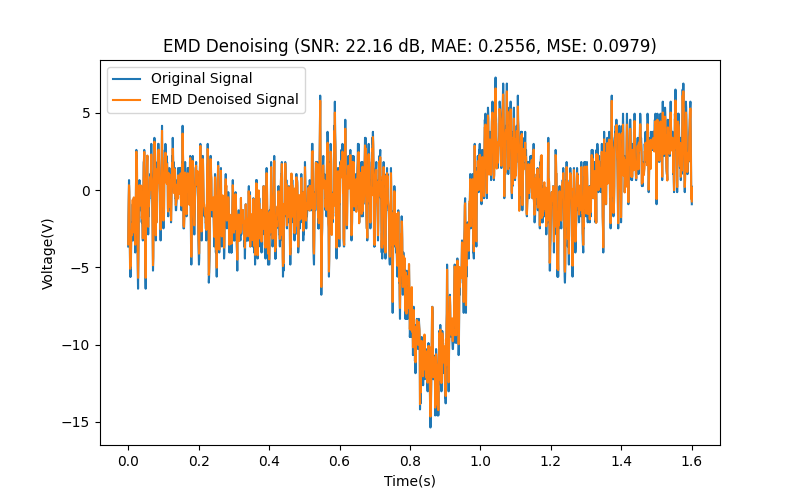 EMD Denoising (SNR: 22.16 dB, MAE: 0.2556, MSE: 0.0979)
Original Signal
EMD Denoised Signal
Voltage(V)
5
0
−5
−10
−15
0.0 0.2 0.4 0.6 0.8 1.0 1.2 1.4 1.6
Time(s)